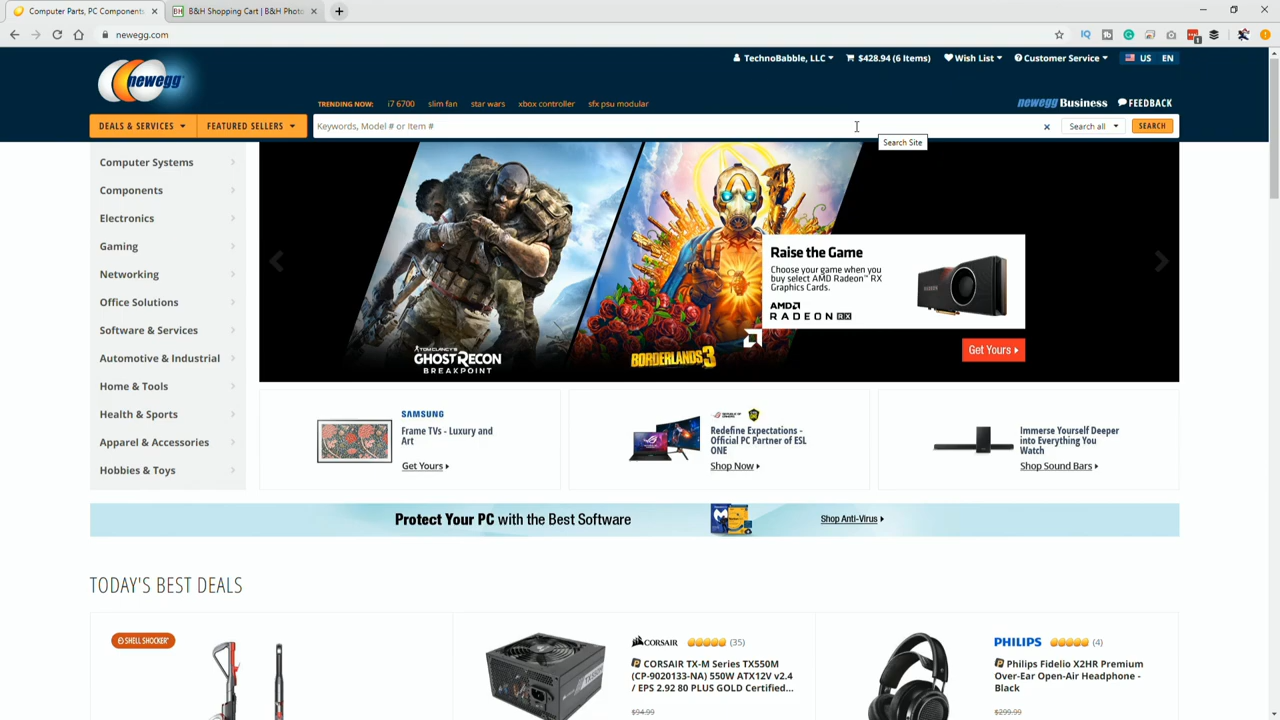 Computer Parts, PC Components
B&H Shopping Cart | B&H Photo
newegg.com
newegg
TechnoBabble, LLC
$428.94 (6 Items)
Wish List
Customer Service
US EN
TRENDING NOW: i7 6700 slim fan star wars xbox controller sfx psu modular
newegg Business
FEEDBACK
DEALS & SERVICES
FEATURED SELLERS
Keywords, Model # or Item #
Search all
SEARCH
Search Site
Computer Systems
Components
Electronics
Gaming
Networking
Office Solutions
Software & Services
Automotive & Industrial
Home & Tools
Health & Sports
Apparel & Accessories
Hobbies & Toys
TOM CLANCY'S
GHOST RECON
BREAKPOINT
BORDERLANDS 3
Raise the Game
Choose your game when you
buy select AMD Radeon™ RX
Graphics Cards.
AMD
RADEON RX
RADEON
Get Yours
SAMSUNG
Frame TVs - Luxury and
Art
Get Yours
Redefine Expectations -
Official PC Partner of ESL
ONE
Shop Now
Immerse Yourself Deeper
into Everything You
Watch
Shop Sound Bars
Protect Your PC with the Best Software
Shop Anti-Virus
TODAY'S BEST DEALS
SHELL SHOCKER
CORSAIR
(35)
CORSAIR TX-M Series TX550M
(CP-9020133-NA) 550W ATX12V v2.4
/ EPS 2.92 80 PLUS GOLD Certified...
$94.99
PHILIPS
(4)
Philips Fidelio X2HR Premium
Over-Ear Open-Air Headphone -
Black
$299.99